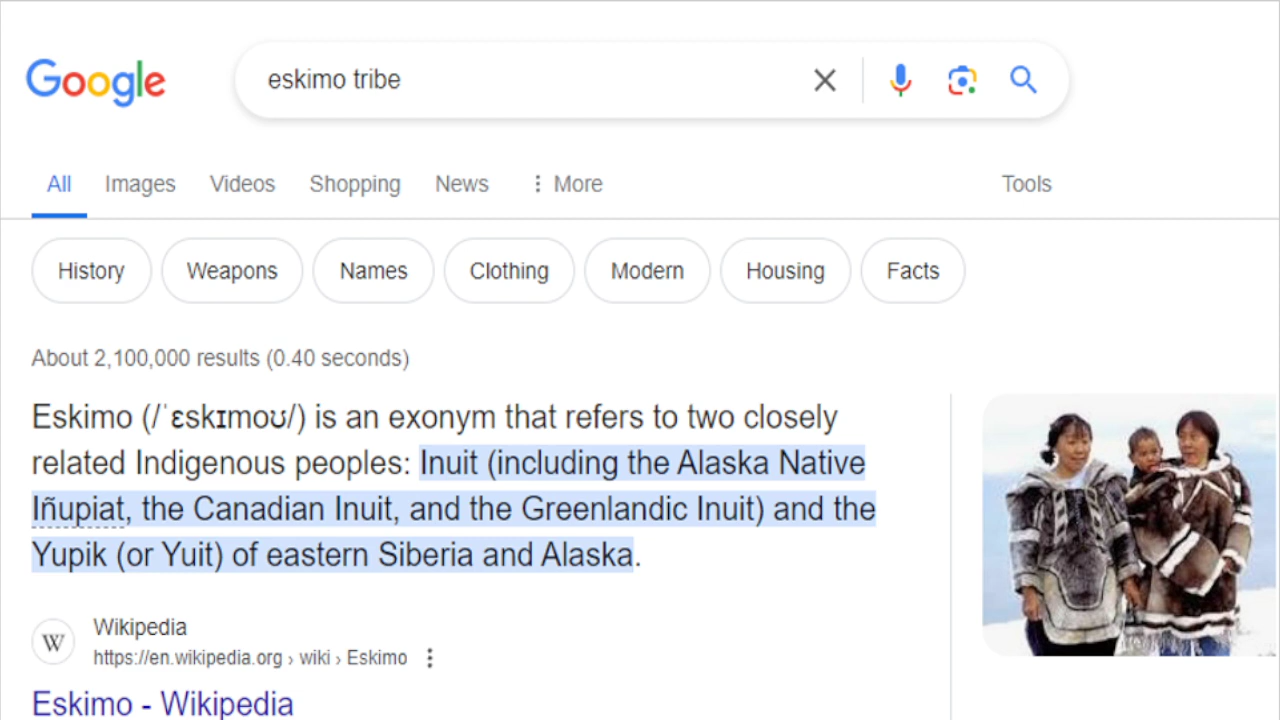 Google
eskimo tribe
All Images Videos Shopping News More Tools
History Weapons Names Clothing Modern Housing Facts
About 2,100,000 results (0.40 seconds)
Eskimo (/ˈɛskɪmoʊ/) is an exonym that refers to two closely
related Indigenous peoples: Inuit (including the Alaska Native
Iñupiat, the Canadian Inuit, and the Greenlandic Inuit) and the
Yupik (or Yuit) of eastern Siberia and Alaska.
W
Wikipedia
https://en.wikipedia.org › wiki › Eskimo
Eskimo - Wikipedia